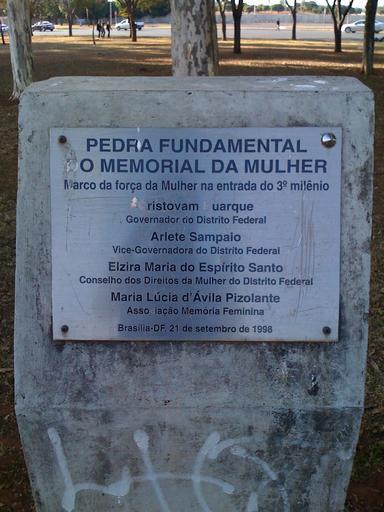 PEDRA FUNDAMENTAL
O MEMORIAL DA MULHER
Marco da força da Mulher na entrada do 3º milênio
ristovam uarque
Governador do Distrito Federal
Arlete Sampaio
Vice-Governadora do Distrito Federal
Elzira Maria do Espírito Santo
Conselho dos Direitos da Mulher do Distrito Federal
Maria Lúcia d'Ávila Pizolante
Asso iação Memória Feminina
Brasília-DF, 21 de setembro de 1998